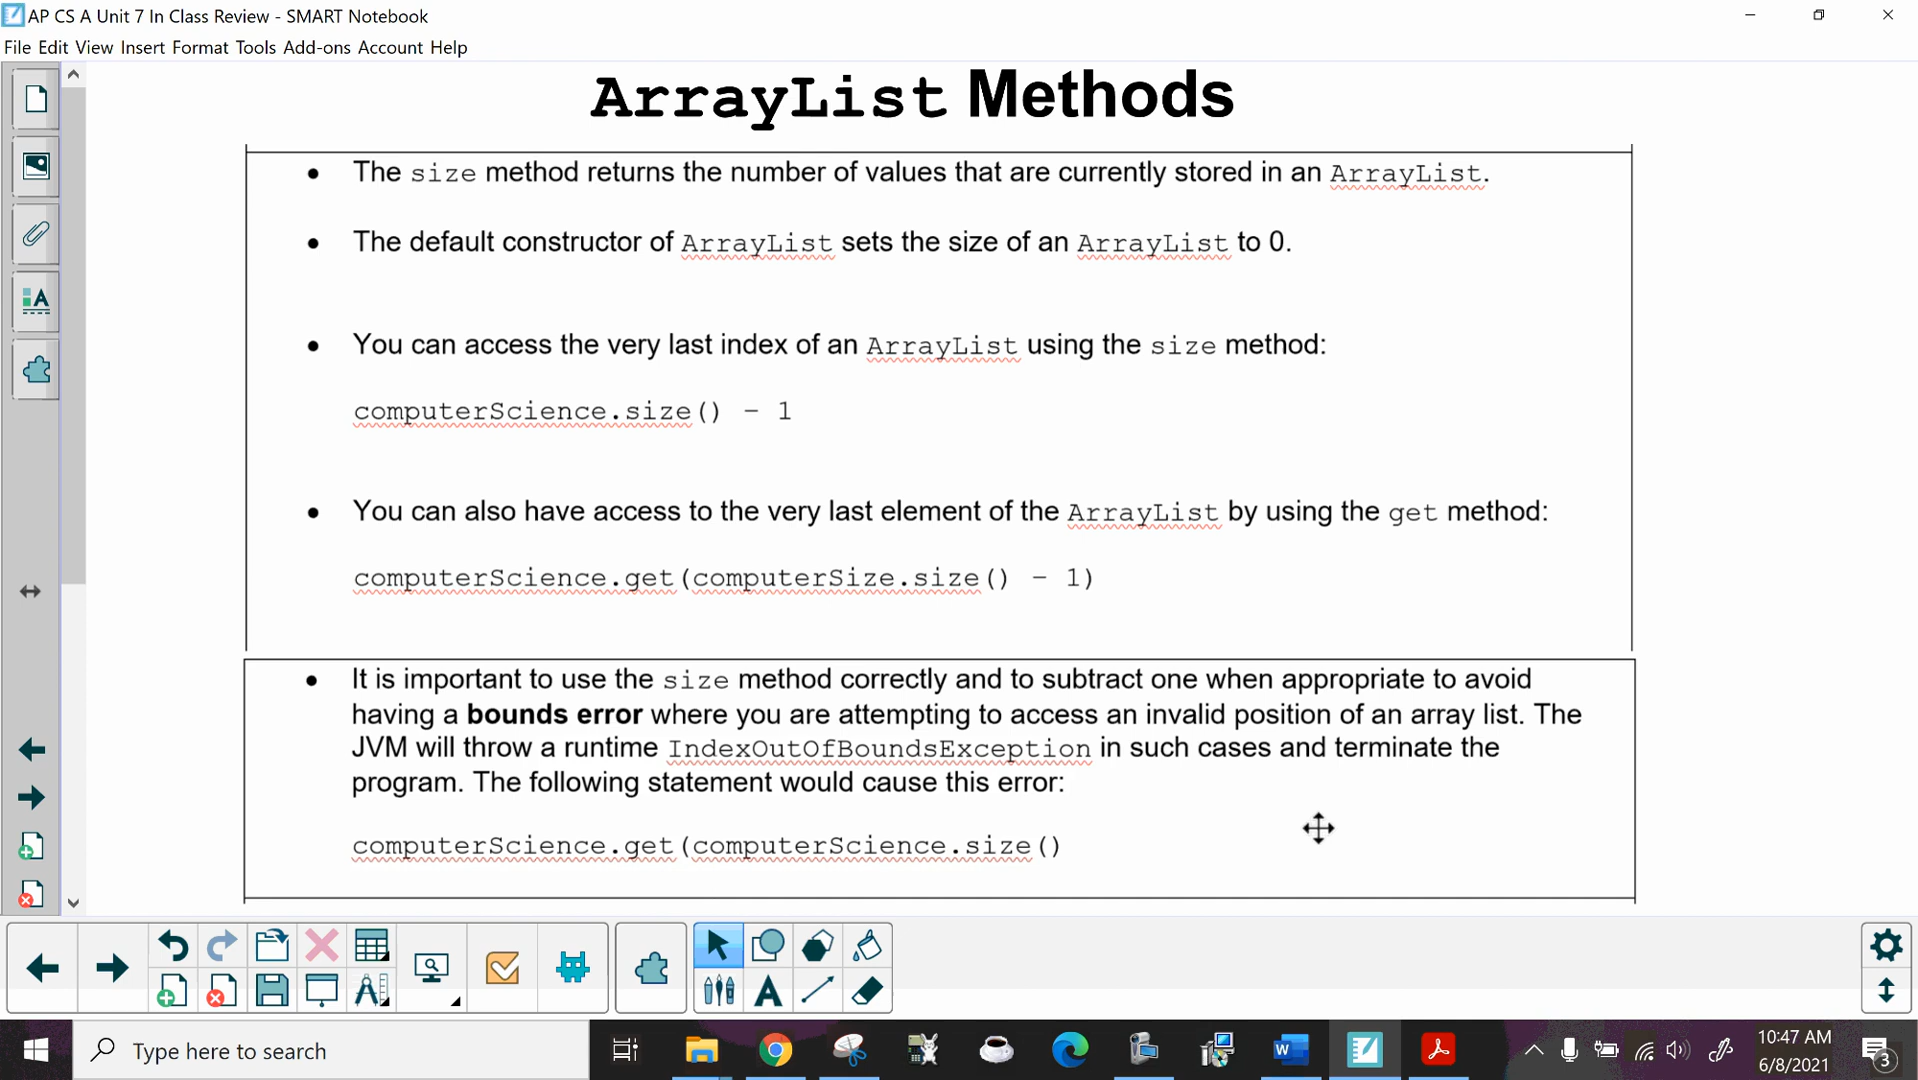 AP CS A Unit 7 In Class Review - SMART Notebook
File Edit View Insert Format Tools Add-ons Account Help
ArrayList Methods
• The size method returns the number of values that are currently stored in an ArrayList.
• The default constructor of ArrayList sets the size of an ArrayList to 0.
• You can access the very last index of an ArrayList using the size method:
computerScience.size() – 1
• You can also have access to the very last element of the ArrayList by using the get method:
computerScience.get(computerSize.size() – 1)
• It is important to use the size method correctly and to subtract one when appropriate to avoid
having a bounds error where you are attempting to access an invalid position of an array list. The
JVM will throw a runtime IndexOutOfBoundsException in such cases and terminate the
program. The following statement would cause this error:
computerScience.get(computerScience.size()
Type here to search
10:47 AM
6/8/2021
3